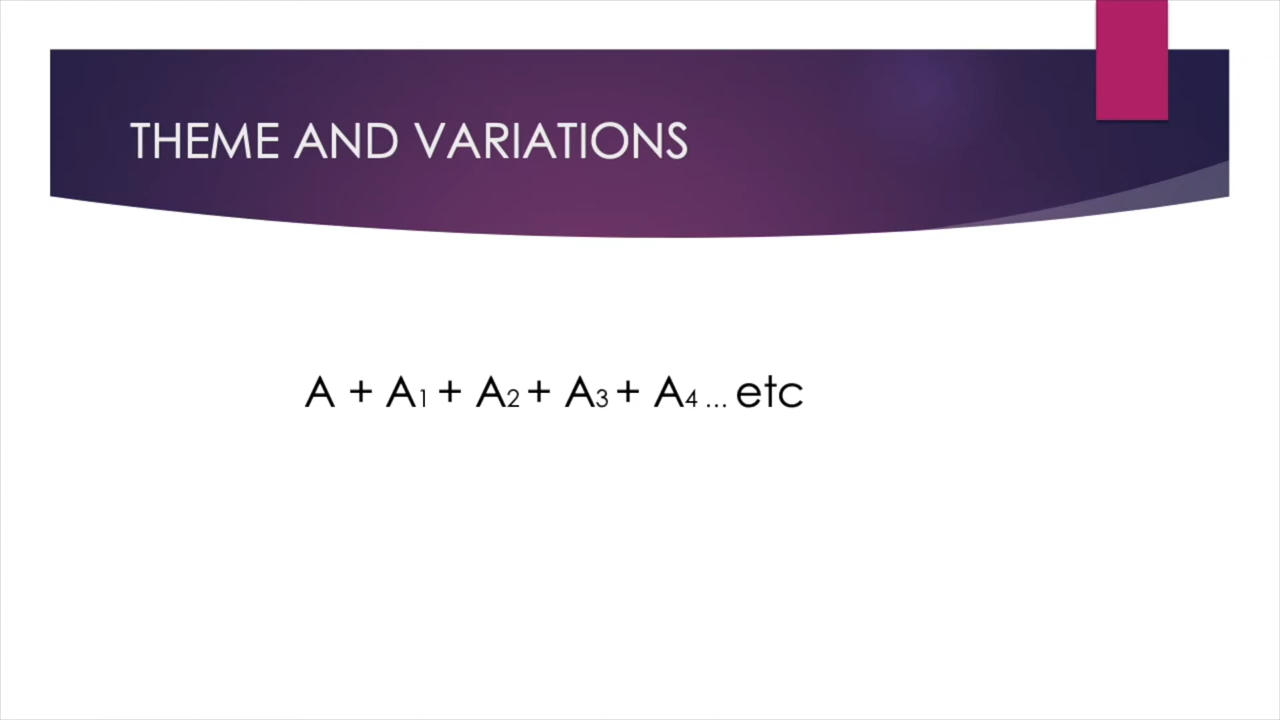 THEME AND VARIATIONS
A + A₁ + A₂ + A₃ + A₄ ... etc